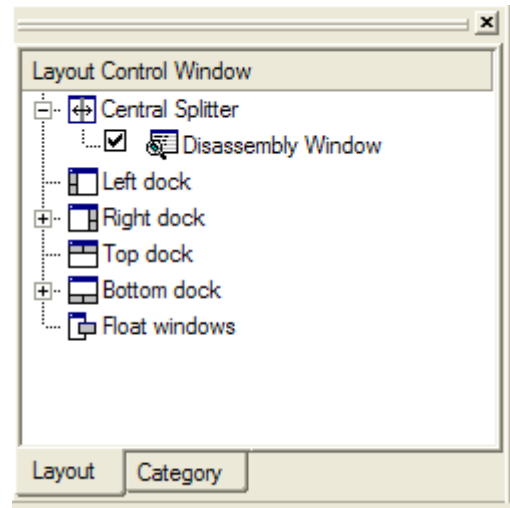 Layout Control Window
Central Splitter
Disassembly Window
Left dock
Right dock
Top dock
Bottom dock
Float windows
Layout
Category